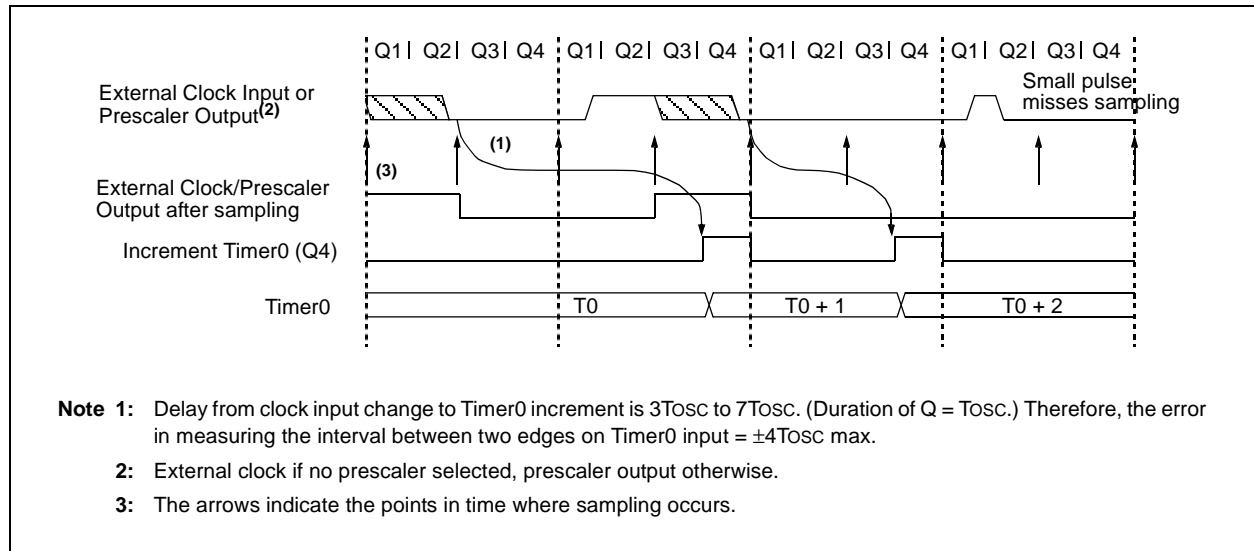 Q1 Q2 Q3 Q4 Q1 Q2 Q3 Q4 Q1 Q2 Q3 Q4 Q1 Q2 Q3 Q4
External Clock Input or
Prescaler Output(2)
Small pulse
misses sampling
(1)
(3)
External Clock/Prescaler
Output after sampling
Increment Timer0 (Q4)
Timer0
T0
T0 + 1
T0 + 2
Note 1: Delay from clock input change to Timer0 increment is 3TOSC to 7TOSC. (Duration of Q = TOSC.) Therefore, the error
in measuring the interval between two edges on Timer0 input = ±4TOSC max.
2: External clock if no prescaler selected, prescaler output otherwise.
3: The arrows indicate the points in time where sampling occurs.